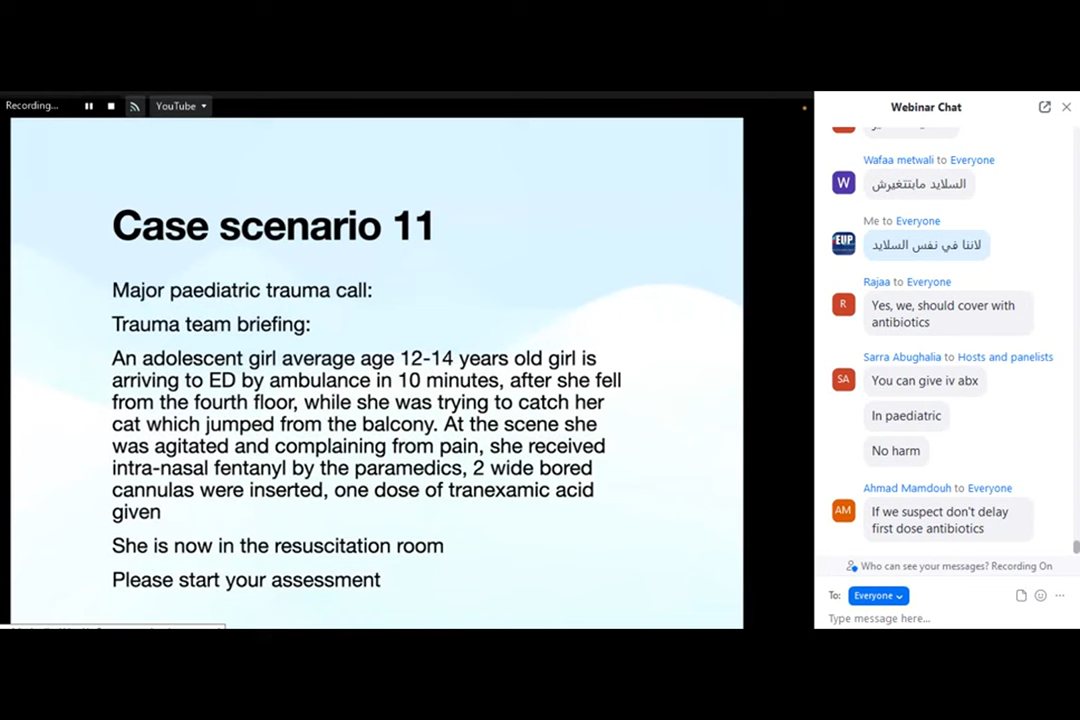 Recording...
YouTube
Case scenario 11
Major paediatric trauma call:
Trauma team briefing:
An adolescent girl average age 12-14 years old girl is
arriving to ED by ambulance in 10 minutes, after she fell
from the fourth floor, while she was trying to catch her
cat which jumped from the balcony. At the scene she
was agitated and complaining from pain, she received
intra-nasal fentanyl by the paramedics, 2 wide bored
cannulas were inserted, one dose of tranexamic acid
given
She is now in the resuscitation room
Please start your assessment
Webinar Chat
Wafaa metwali to Everyone
W
السلايد مابتتغيرش
Me to Everyone
EUP
لاننا في نفس السلايد
Rajaa to Everyone
R
Yes, we, should cover with
antibiotics
Sarra Abughalia to Hosts and panelists
SA
You can give iv abx
In paediatric
No harm
Ahmad Mamdouh to Everyone
AM
If we suspect don't delay
first dose antibiotics
Who can see your messages? Recording On
To: Everyone
Type message here...